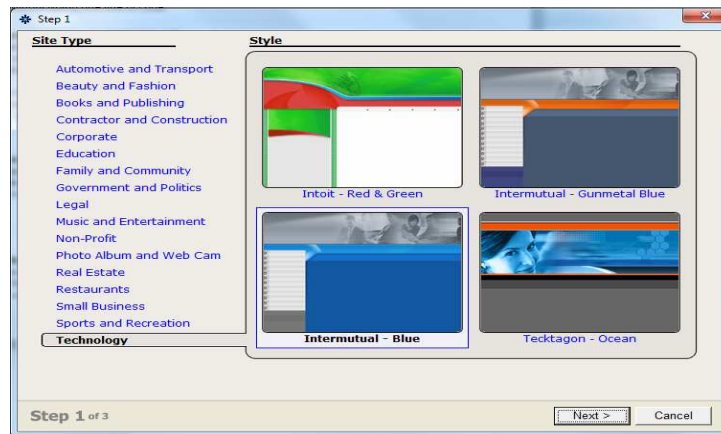 Step 1
Site Type
Style
Automotive and Transport
Beauty and Fashion
Books and Publishing
Contractor and Construction
Corporate
Education
Family and Community
Government and Politics
Legal
Music and Entertainment
Non-Profit
Photo Album and Web Cam
Real Estate
Restaurants
Small Business
Sports and Recreation
Technology
Intoit - Red & Green
Intermutual - Gunmetal Blue
Intermutual - Blue
Tecktagon - Ocean
Step 1 of 3
Next >
Cancel